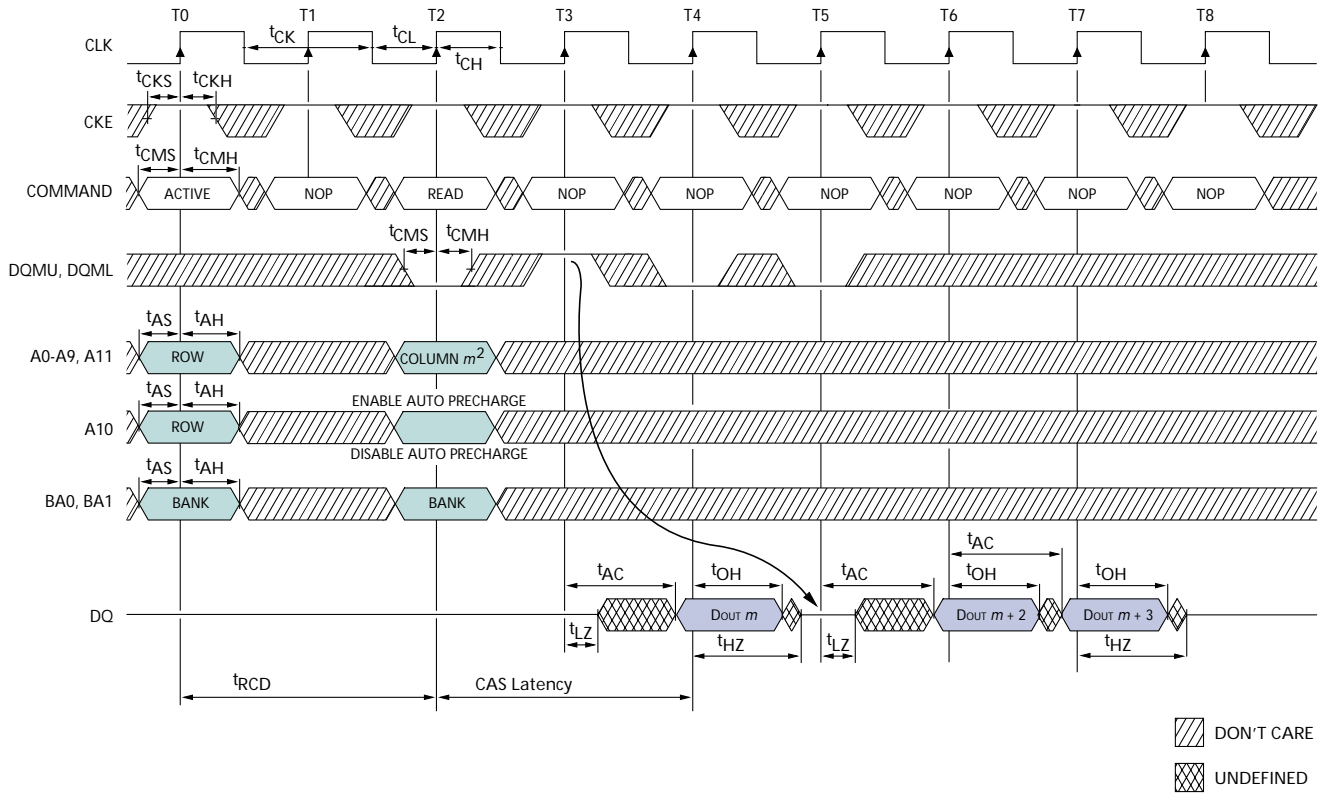 T0 T1 T2 T3 T4 T5 T6 T7 T8
CLK
tCK tCL
tCH
tCKS tCKH
CKE
tCMS tCMH
COMMAND ACTIVE NOP READ NOP NOP NOP NOP NOP NOP
tCMS tCMH
DQMU, DQML
tAS tAH
A0-A9, A11 ROW COLUMN m2
tAS tAH ENABLE AUTO PRECHARGE
A10 ROW
DISABLE AUTO PRECHARGE
tAS tAH
BA0, BA1 BANK BANK
tAC
tAC tOH tAC tOH tOH
DQ DOUT m DOUT m + 2 DOUT m + 3
tLZ tHZ tLZ tHZ
tRCD CAS Latency
DON'T CARE
UNDEFINED